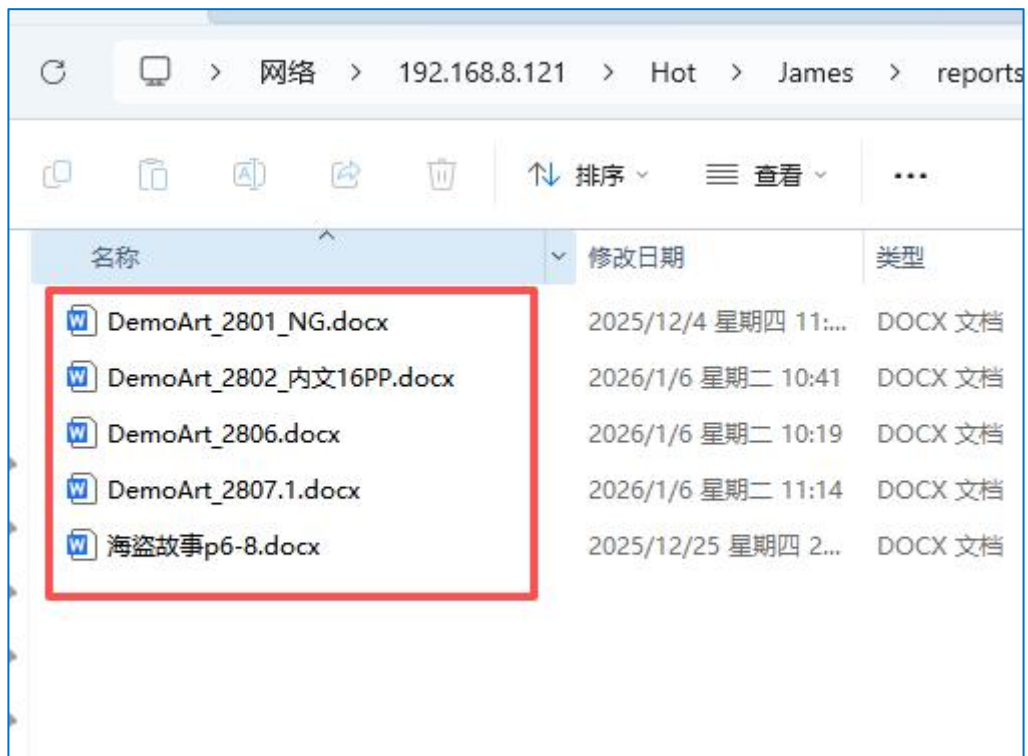 网络 > 192.168.8.121 > Hot > James > reports
排序 查看 ...
名称 修改日期 类型
DemoArt_2801_NG.docx 2025/12/4 星期四 11:... DOCX 文档
DemoArt_2802_内文16PP.docx 2026/1/6 星期二 10:41 DOCX 文档
DemoArt_2806.docx 2026/1/6 星期二 10:19 DOCX 文档
DemoArt_2807.1.docx 2026/1/6 星期二 11:14 DOCX 文档
海盗故事p6-8.docx 2025/12/25 星期四 2... DOCX 文档